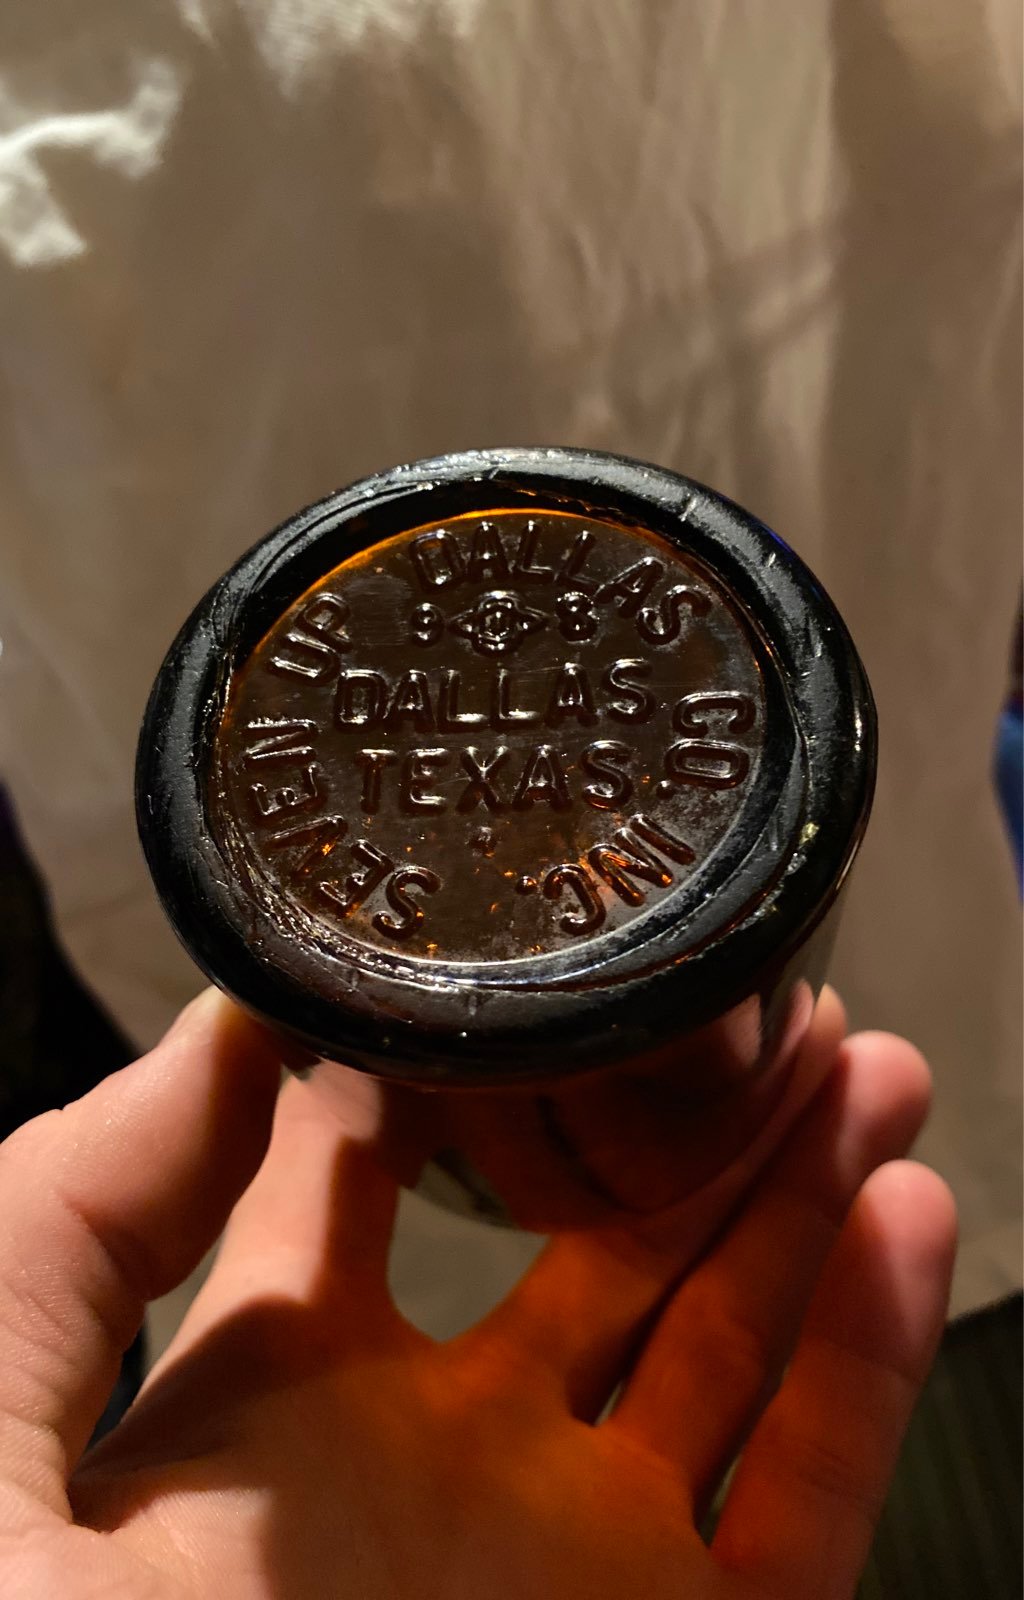 SEVEN UP DALLAS CO. INC.
9 8
DALLAS
TEXAS